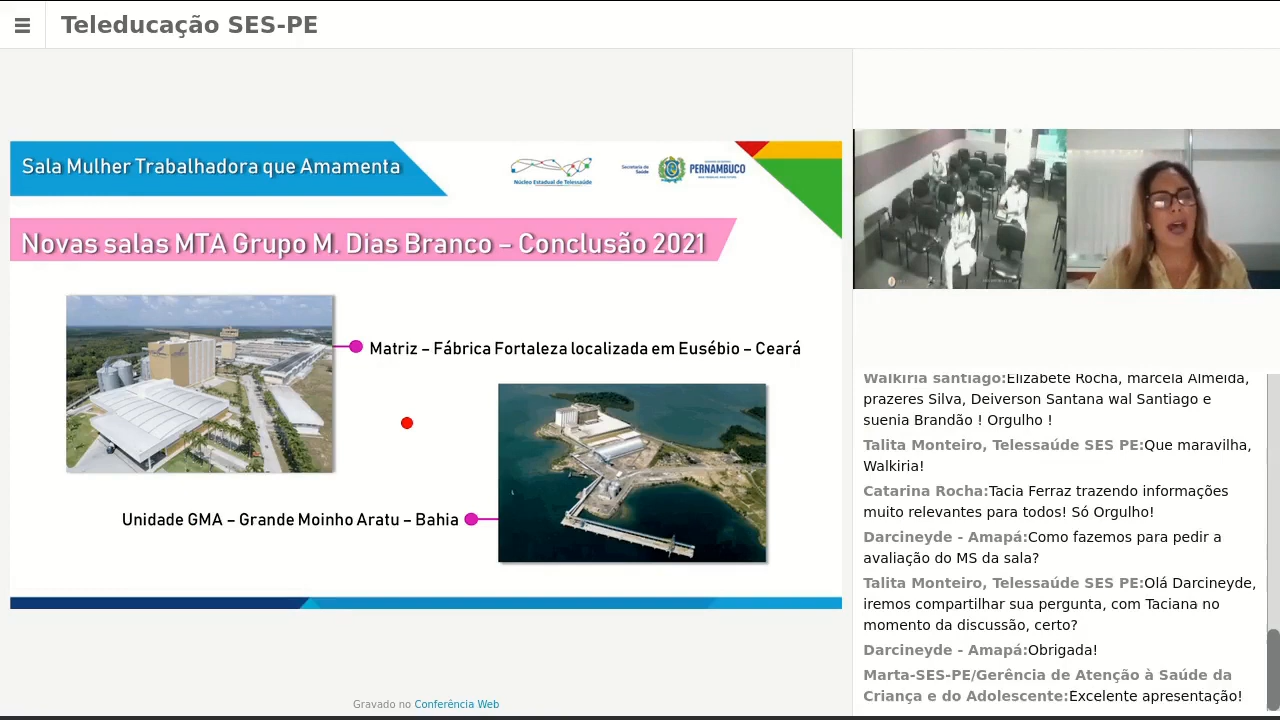 Teleducação SES-PE
Sala Mulher Trabalhadora que Amamenta
Núcleo Estadual de Telessaúde
Secretaria de
Saúde
PERNAMBUCO
Novas salas MTA Grupo M. Dias Branco – Conclusão 2021
Matriz – Fábrica Fortaleza localizada em Eusébio – Ceará
Unidade GMA – Grande Moinho Aratu – Bahia
Gravado no Conferência Web
Walkiria santiago:Elizabete Rocha, marcela Almeida,
prazeres Silva, Deiverson Santana wal Santiago e
suenia Brandão ! Orgulho !
Talita Monteiro, Telessaúde SES PE:Que maravilha,
Walkiria!
Catarina Rocha:Tacia Ferraz trazendo informações
muito relevantes para todos! Só Orgulho!
Darcineyde - Amapá:Como fazemos para pedir a
avaliação do MS da sala?
Talita Monteiro, Telessaúde SES PE:Olá Darcineyde,
iremos compartilhar sua pergunta, com Taciana no
momento da discussão, certo?
Darcineyde - Amapá:Obrigada!
Marta-SES-PE/Gerência de Atenção à Saúde da
Criança e do Adolescente:Excelente apresentação!